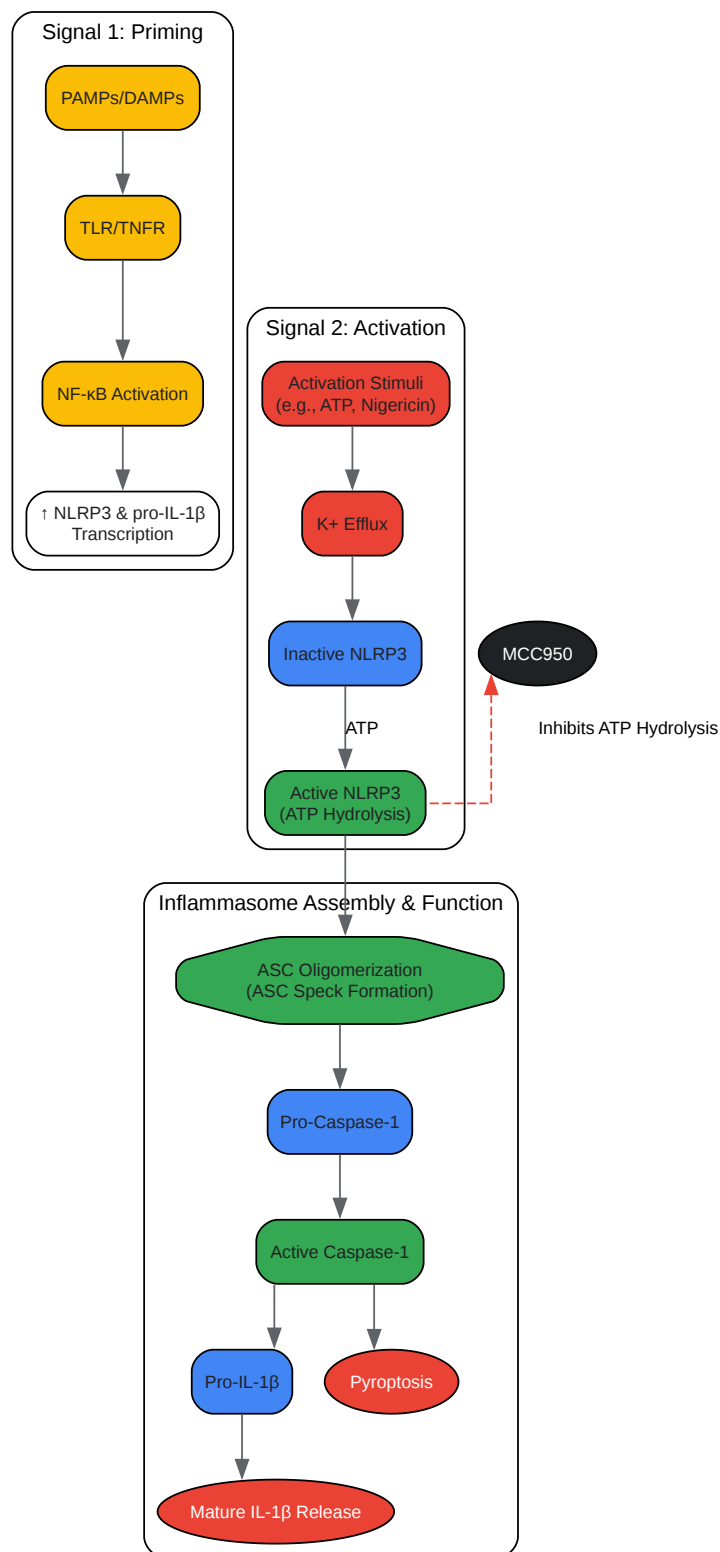 Signal 1: Priming
PAMPs/DAMPs
TLR/TNFR
NF-κB Activation
↑ NLRP3 & pro-IL-1β
Transcription
Signal 2: Activation
Activation Stimuli
(e.g., ATP, Nigericin)
K+ Efflux
Inactive NLRP3
MCC950
ATP
Inhibits ATP Hydrolysis
Active NLRP3
(ATP Hydrolysis)
Inflammasome Assembly & Function
ASC Oligomerization
(ASC Speck Formation)
Pro-Caspase-1
Active Caspase-1
Pro-IL-1β
Pyroptosis
Mature IL-1β Release